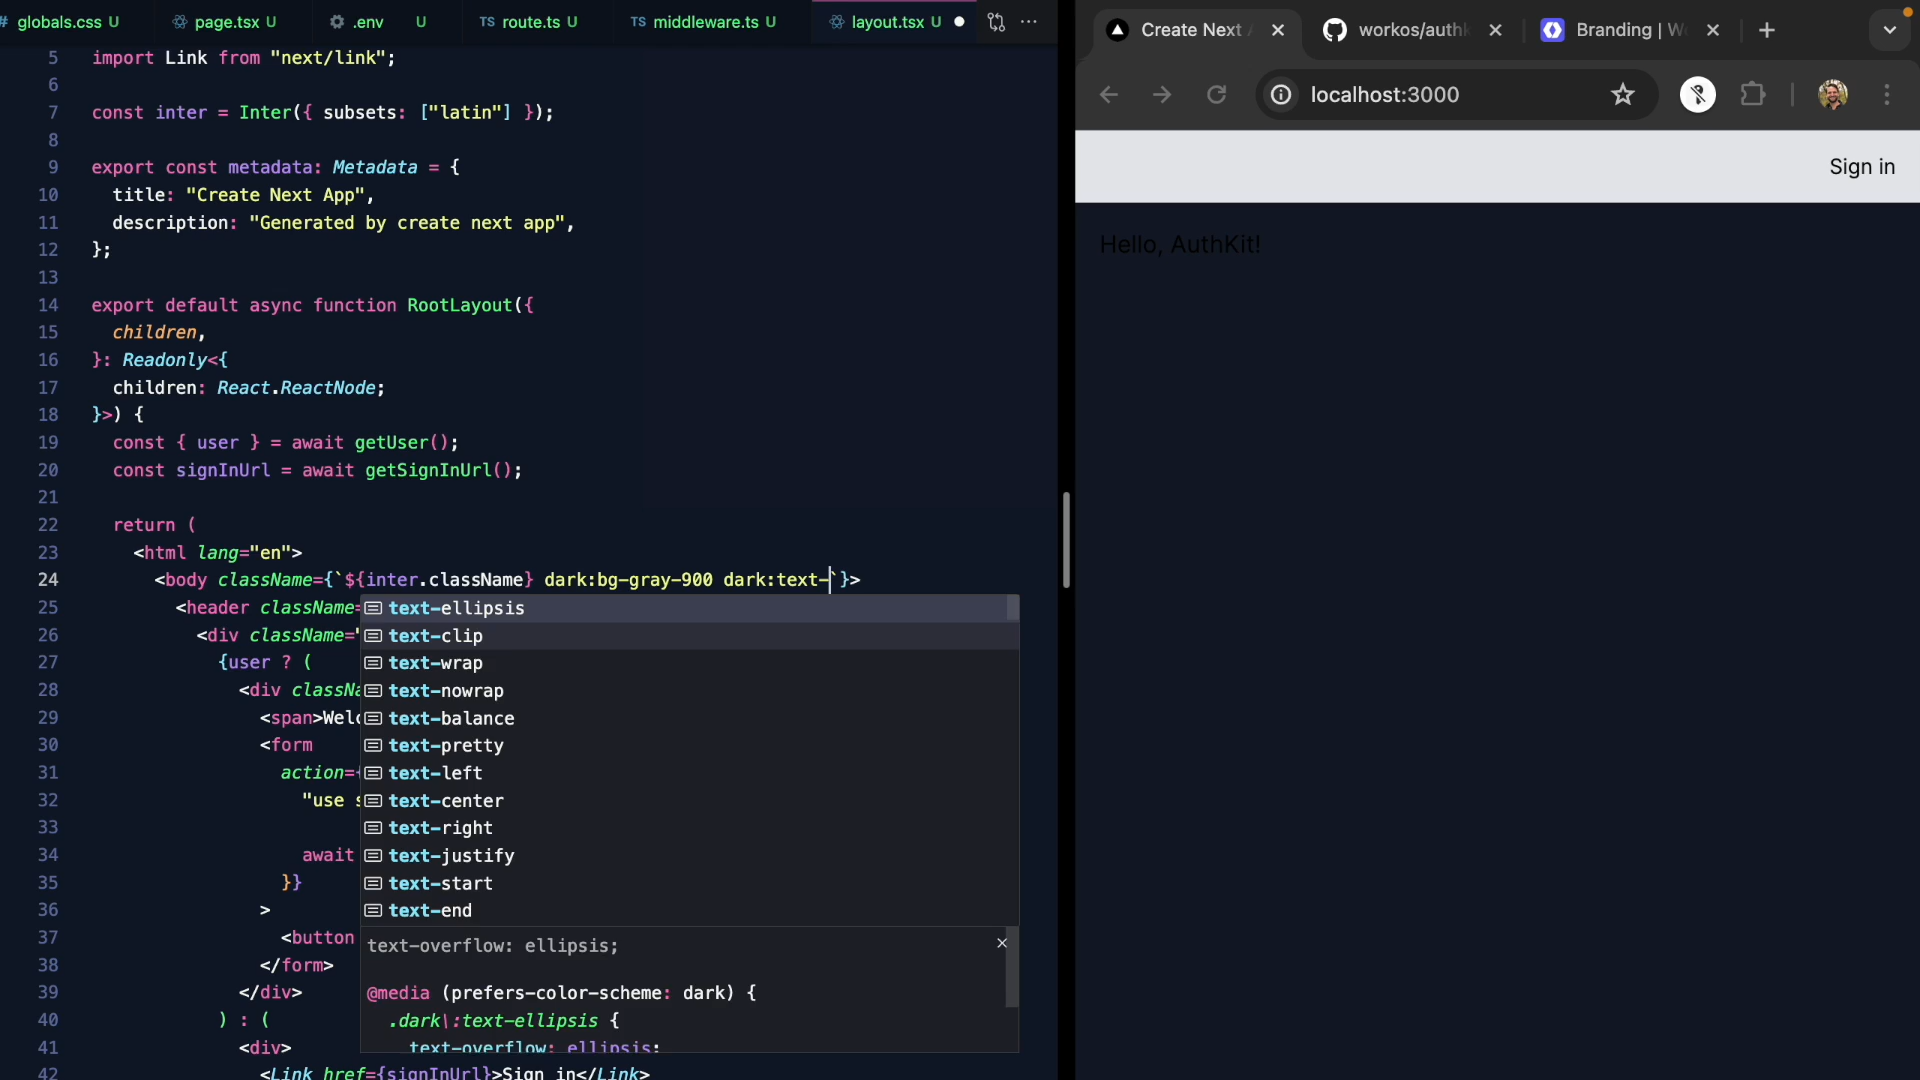 globals.css U
page.tsx U
.env U
TS route.ts U
TS middleware.ts U
layout.tsx U
5 import Link from "next/link";
6
7 const inter = Inter({ subsets: ["latin"] });
8
9 export const metadata: Metadata = {
10 title: "Create Next App",
11 description: "Generated by create next app",
12 };
13
14 export default async function RootLayout({
15 children,
16 }: Readonly<{
17 children: React.ReactNode;
18 }>) {
19 const { user } = await getUser();
20 const signInUrl = await getSignInUrl();
21
22 return (
23 <html lang="en">
24 <body className={`${inter.className} dark:bg-gray-900 dark:text-`}>
25 <header className=
26 <div className="
27 {user ? (
28 <div classNa
29 <span>Welc
30 <form
31 action={
32 "use s
33
34 await
35 }}
36 >
37 <button
38 </form>
39 </div>
40 ) : (
41 <div>
42 <Link href={signInUrl}>Sign in</Link>
text-ellipsis
text-clip
text-wrap
text-nowrap
text-balance
text-pretty
text-left
text-center
text-right
text-justify
text-start
text-end
text-overflow: ellipsis;
@media (prefers-color-scheme: dark) {
.dark\:text-ellipsis {
text-overflow: ellipsis;
Create Next A
workos/authk
Branding | Wo
localhost:3000
Sign in
Hello, AuthKit!